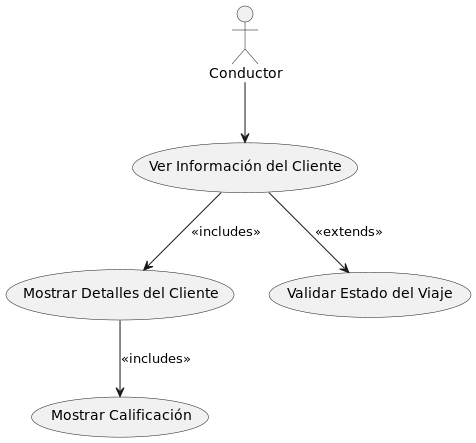 Conductor
Ver Información del Cliente
«includes»
«extends»
Mostrar Detalles del Cliente
Validar Estado del Viaje
«includes»
Mostrar Calificación